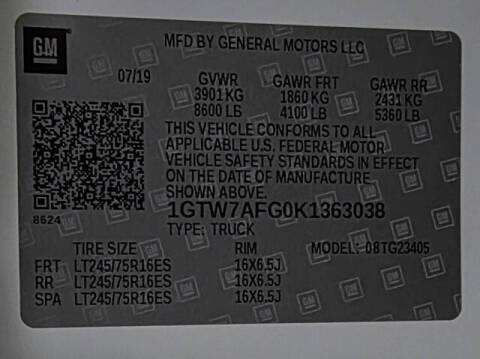 GM
MFD BY GENERAL MOTORS LLC
07/19 GVWR GAWR FRT GAWR RR
3901 KG 1860 KG 2431 KG
8600 LB 4100 LB 5360 LB
THIS VEHICLE CONFORMS TO ALL
APPLICABLE U.S. FEDERAL MOTOR
VEHICLE SAFETY STANDARDS IN EFFECT
ON THE DATE OF MANUFACTURE
SHOWN ABOVE.
8624
1GTW7AFG0K1363038
TYPE: TRUCK
TIRE SIZE RIM MODEL: 08TG23405
FRT LT245/75R16ES 16X6.5J
RR LT245/75R16ES 16X6.5J
SPA LT245/75R16ES 16X6.5J